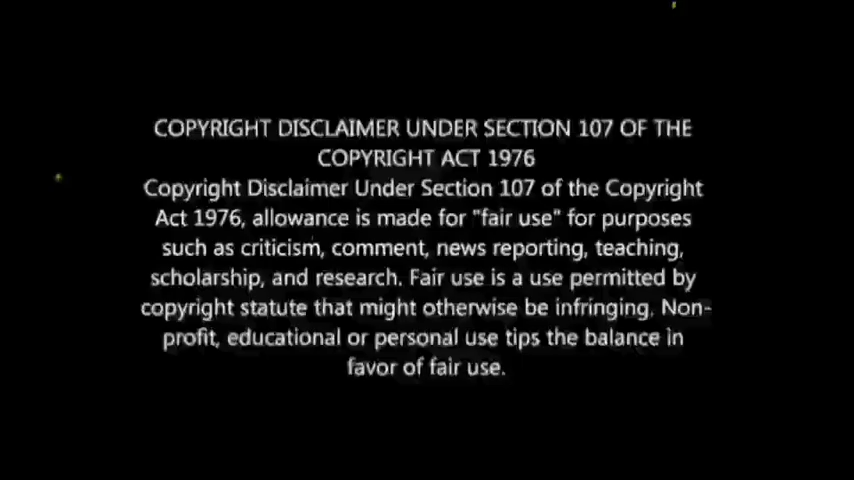 COPYRIGHT DISCLAIMER UNDER SECTION 107 OF THE
COPYRIGHT ACT 1976
Copyright Disclaimer Under Section 107 of the Copyright
Act 1976, allowance is made for "fair use" for purposes
such as criticism, comment, news reporting, teaching,
scholarship, and research. Fair use is a use permitted by
copyright statute that might otherwise be infringing. Non-
profit, educational or personal use tips the balance in
favor of fair use.